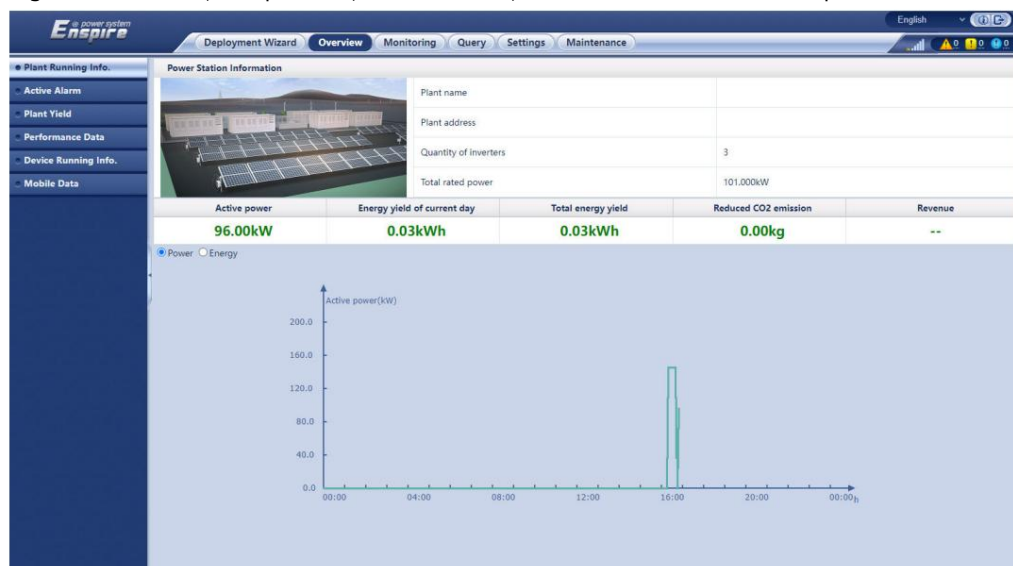 @ power system
Enspire
English
Deployment Wizard Overview Monitoring Query Settings Maintenance
0 0 0
Plant Running Info.
Active Alarm
Plant Yield
Performance Data
Device Running Info.
Mobile Data
Power Station Information
Plant name
Plant address
Quantity of inverters 3
Total rated power 101.000kW
Active power Energy yield of current day Total energy yield Reduced CO2 emission Revenue
96.00kW 0.03kWh 0.03kWh 0.00kg --
Power Energy
Active power(kW)
200.0
160.0
120.0
80.0
40.0
0.0
00:00 04:00 08:00 12:00 16:00 20:00 00:00 h